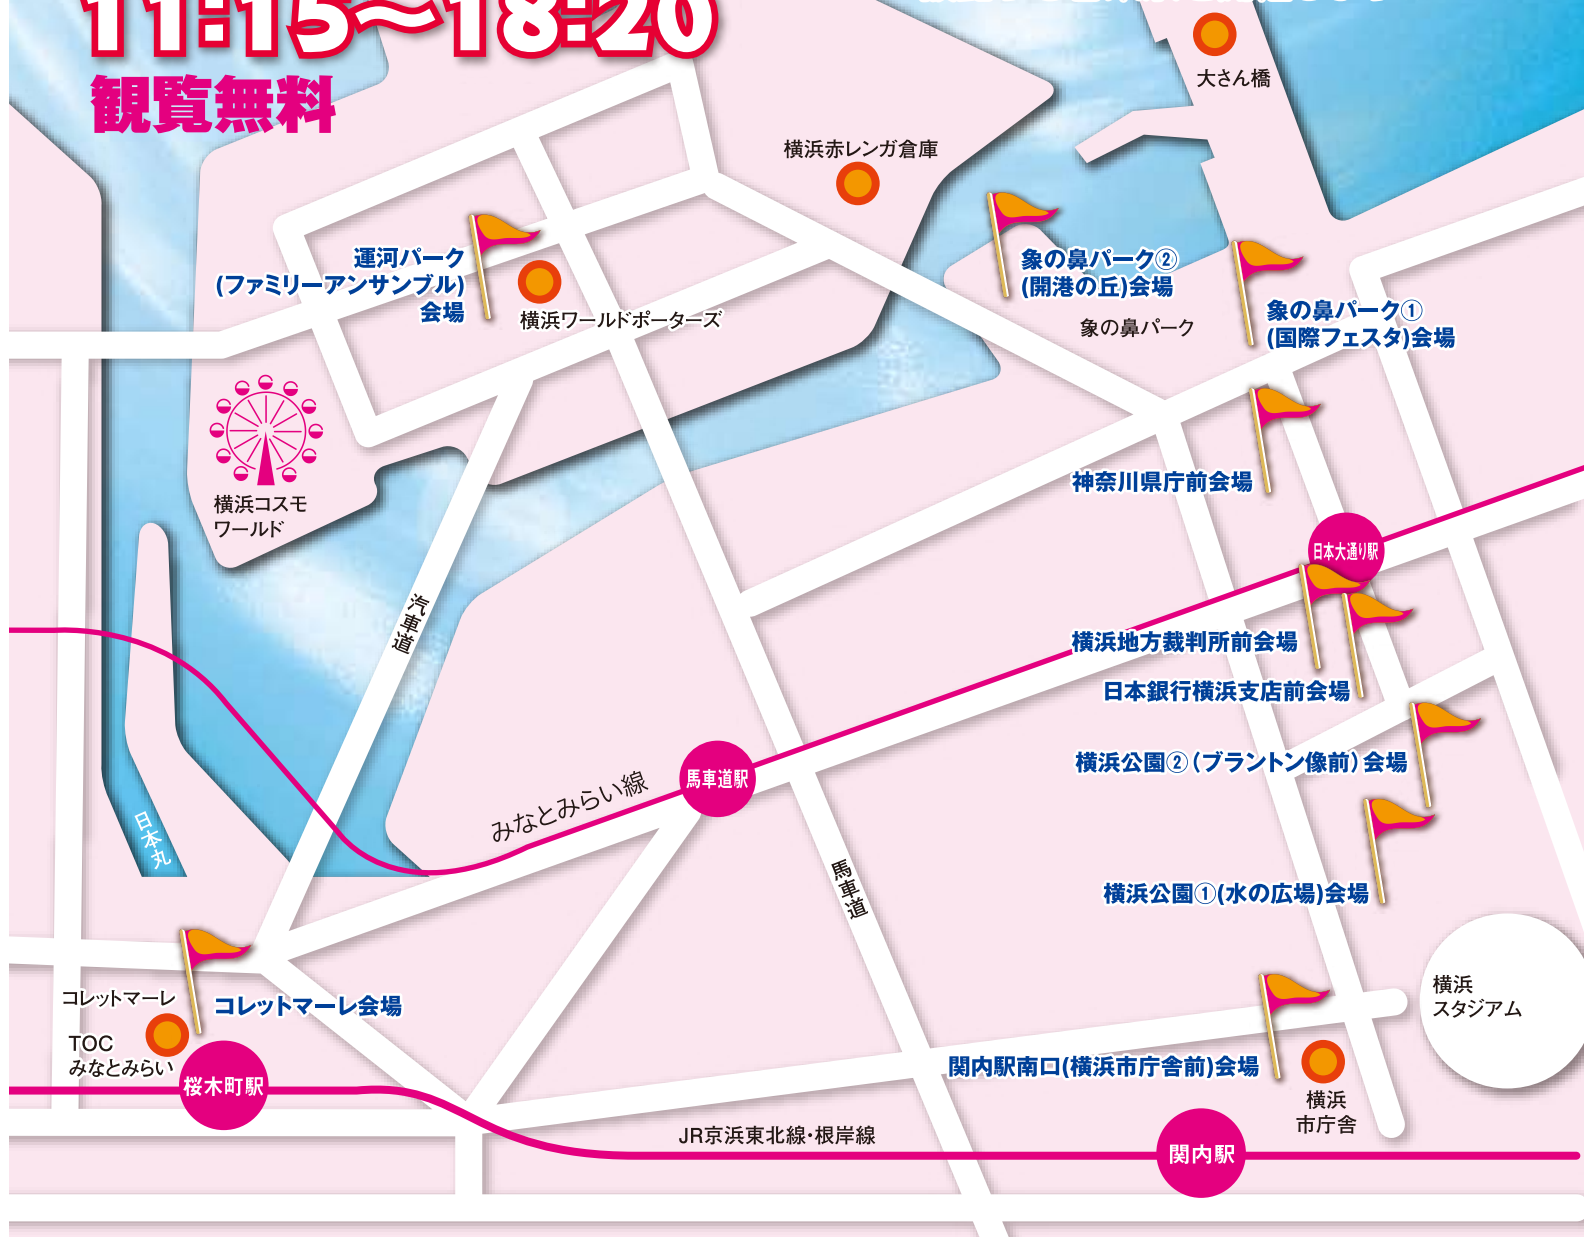 11:15～18:20
観覧無料
大さん橋
横浜赤レンガ倉庫
運河パーク
(ファミリーアンサンブル)
会場
横浜ワールドポーターズ
象の鼻パーク②
(開港の丘)会場
象の鼻パーク
象の鼻パーク①
(国際フェスタ)会場
神奈川県庁前会場
横浜コスモ
ワールド
日本大通り駅
汽車道
横浜地方裁判所前会場
日本銀行横浜支店前会場
横浜公園②(ブラントン像前)会場
馬車道駅
みなとみらい線
日本丸
馬車道
横浜公園①(水の広場)会場
コレットマーレ
コレットマーレ会場
TOC
みなとみらい
桜木町駅
横浜
スタジアム
関内駅南口(横浜市庁舎前)会場
横浜
市庁舎
JR京浜東北線・根岸線
関内駅